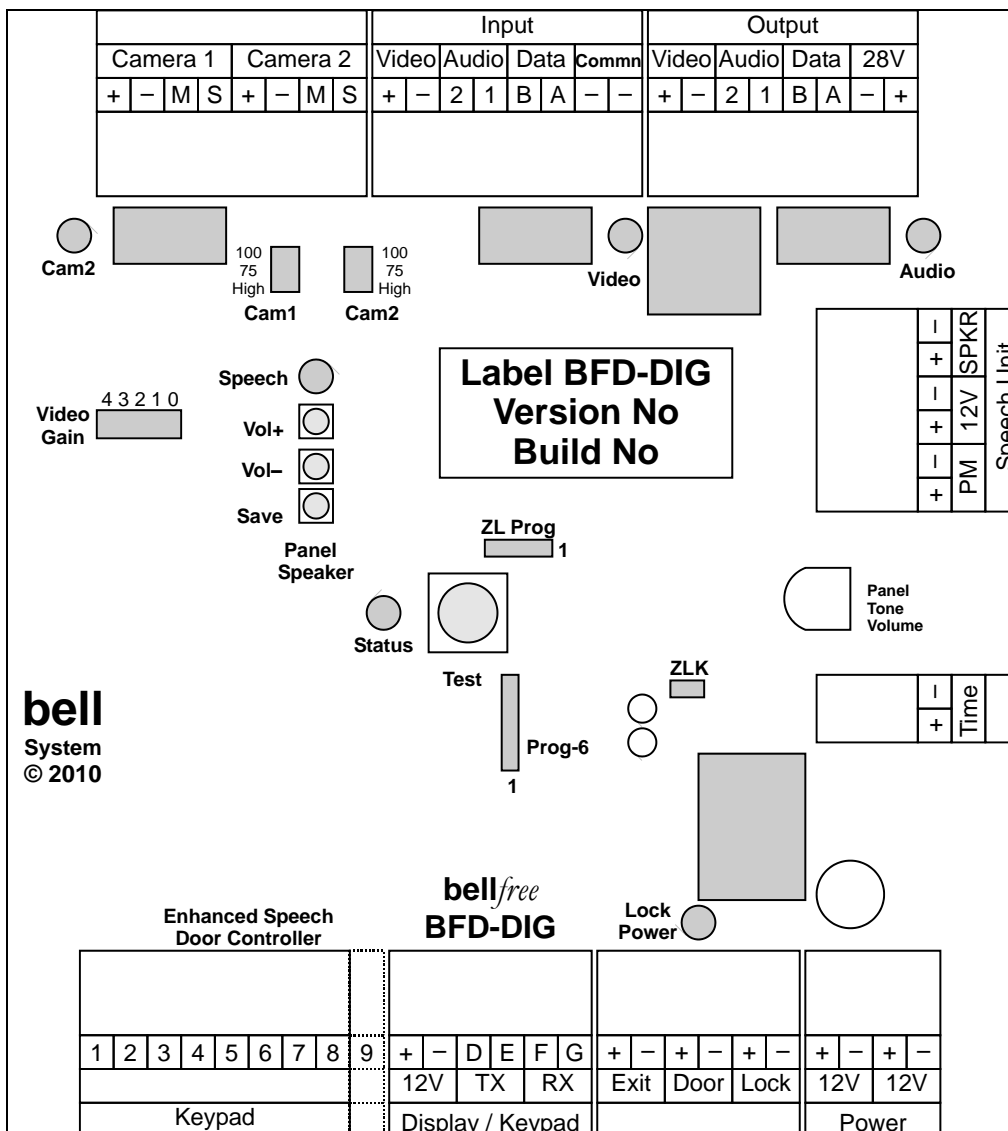 Input
Output
Camera 1 Camera 2
Video Audio Data Commn
Video Audio Data 28V
+ − M S + − M S
+ − 2 1 B A − −
+ − 2 1 B A − +
Cam2
100
75
High
Cam1
100
75
High
Cam2
Video
Audio
− + − + − +
SPKR
12V
PM
Speech Unit
Label BFD-DIG
Version No
Build No
Speech
4 3 2 1 0
Video
Gain
Vol+
Vol−
Save
Panel
Speaker
ZL Prog
1
Panel
Tone
Volume
Status
Test
ZLK
− +
Time
bell
System
© 2010
Prog-6
1
bellfree
BFD-DIG
Enhanced Speech
Door Controller
Lock
Power
1 2 3 4 5 6 7 8 9
+ − D E F G
+ − + − + −
+ − + −
12V TX RX
Exit Door Lock
12V 12V
Keypad
Display / Keypad
Power